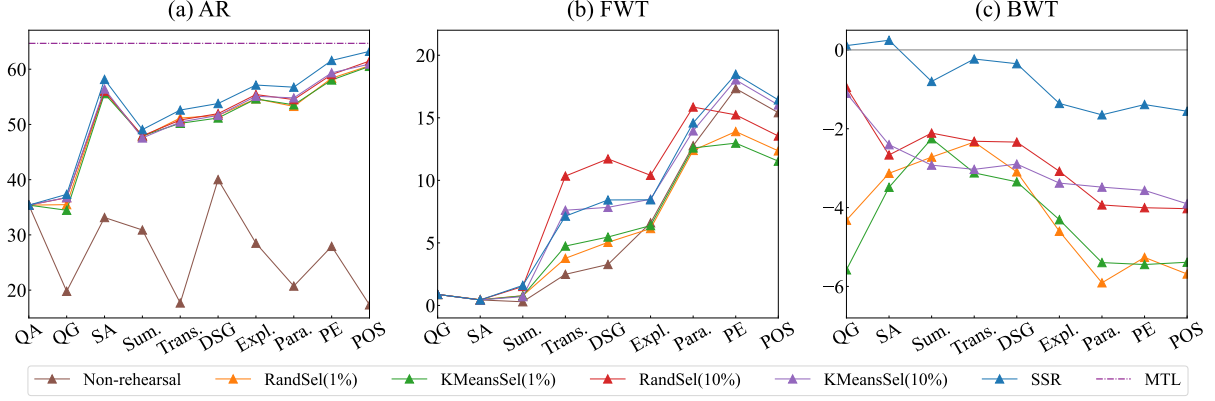 (a) AR
60
50
40
30
20
QA QG SA Sum. Trans. DSG Expl. Para. PE POS
(b) FWT
20
15
10
5
0
QG SA Sum. Trans. DSG Expl. Para. PE POS
(c) BWT
0
−2
−4
−6
QG SA Sum. Trans. DSG Expl. Para. PE POS
Non-rehearsal RandSel(1%) KMeansSel(1%) RandSel(10%) KMeansSel(10%) SSR MTL